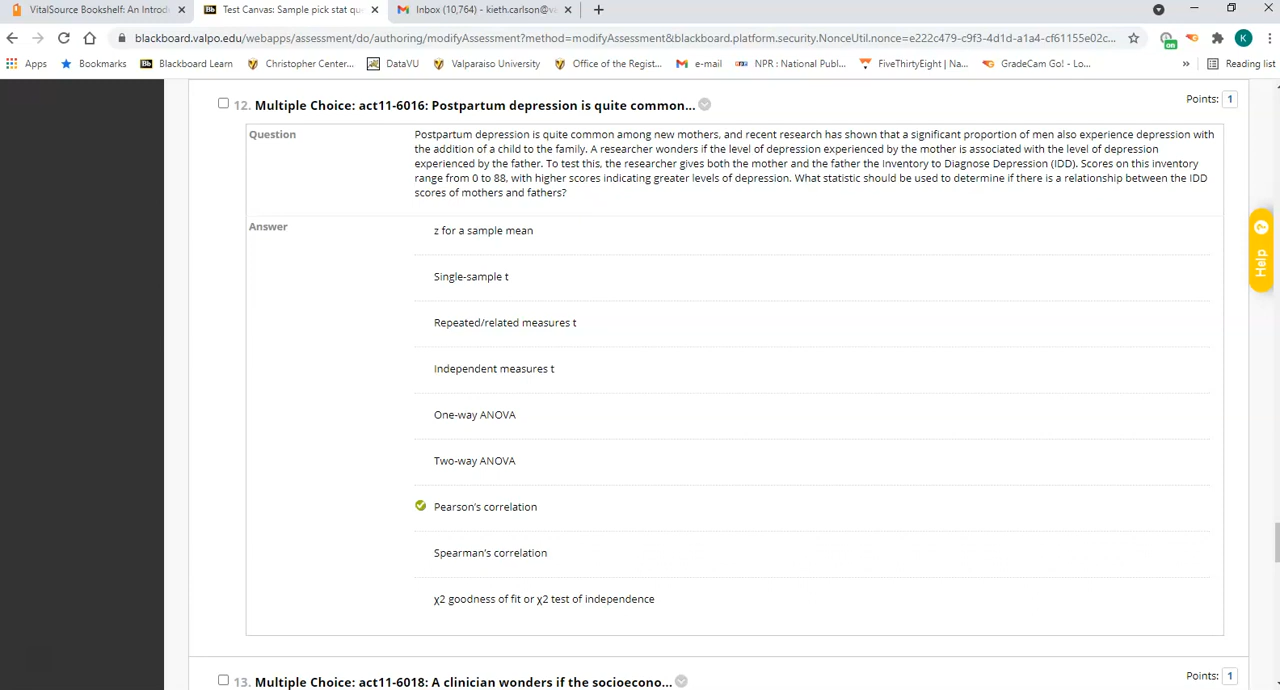 VitalSource Bookshelf: An Introd
Test Canvas: Sample pick stat qu
Inbox (10,764) - kieth.carlson@v
blackboard.valpo.edu/webapps/assessment/do/authoring/modifyAssessment?method=modifyAssessment&blackboard.platform.security.NonceUtil.nonce=e222c479-c9f3-4d1d-a1a4-cf61155e02c...
on
K
Apps Bookmarks Bb Blackboard Learn Christopher Center... DataVU Valparaiso University Office of the Regist... e-mail NPR : National Publ... FiveThirtyEight | Na... GradeCam Go! - Lo... » Reading list
12. Multiple Choice: act11-6016: Postpartum depression is quite common...
Points: 1
Question
Postpartum depression is quite common among new mothers, and recent research has shown that a significant proportion of men also experience depression with
the addition of a child to the family. A researcher wonders if the level of depression experienced by the mother is associated with the level of depression
experienced by the father. To test this, the researcher gives both the mother and the father the Inventory to Diagnose Depression (IDD). Scores on this inventory
range from 0 to 88, with higher scores indicating greater levels of depression. What statistic should be used to determine if there is a relationship between the IDD
scores of mothers and fathers?
Answer
z for a sample mean
Single-sample t
Repeated/related measures t
Independent measures t
One-way ANOVA
Two-way ANOVA
Pearson's correlation
Spearman's correlation
χ2 goodness of fit or χ2 test of independence
Help ?
13. Multiple Choice: act11-6018: A clinician wonders if the socioecono...
Points: 1